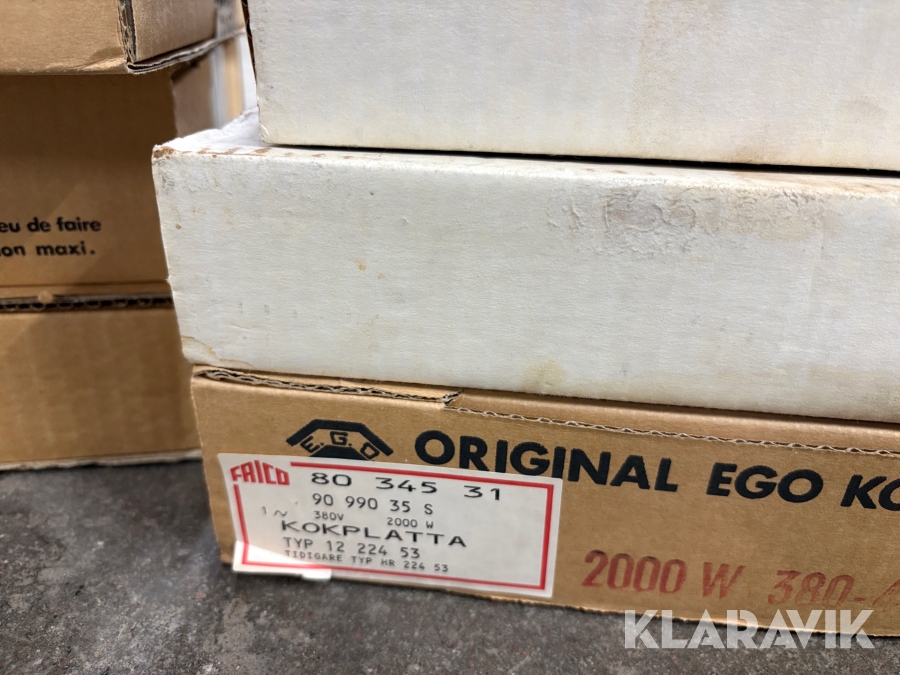 eu de faire
on maxi.
E.G.O
ORIGINAL EGO KO
FRICO 80 345 31
90 990 35 S
1~ 380V 2000 W
KOKPLATTA
TYP 12 224 53
TIDIGARE TYP HR 224 53
2000 W 380-
KLARAVIK